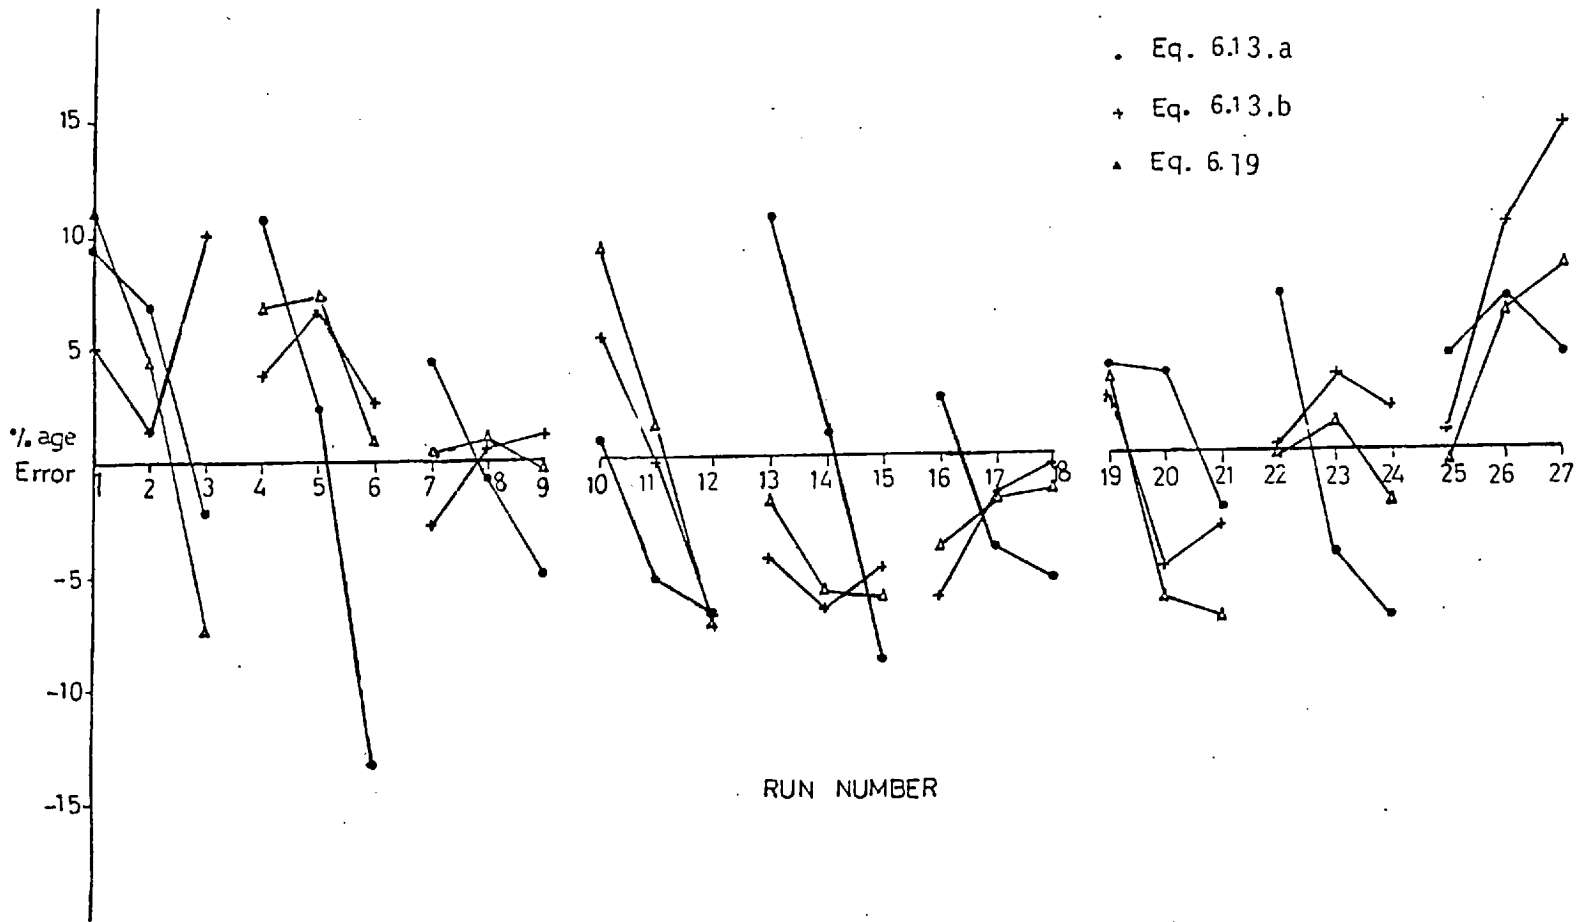 Eq. 6.13.a
Eq. 6.13.b
Eq. 6.19
15
10
5
%age
Error
1 2 3 4 5 6 7 8 9 10 11 12 13 14 15 16 17 18 19 20 21 22 23 24 25 26 27
-5
-10
-15
RUN NUMBER